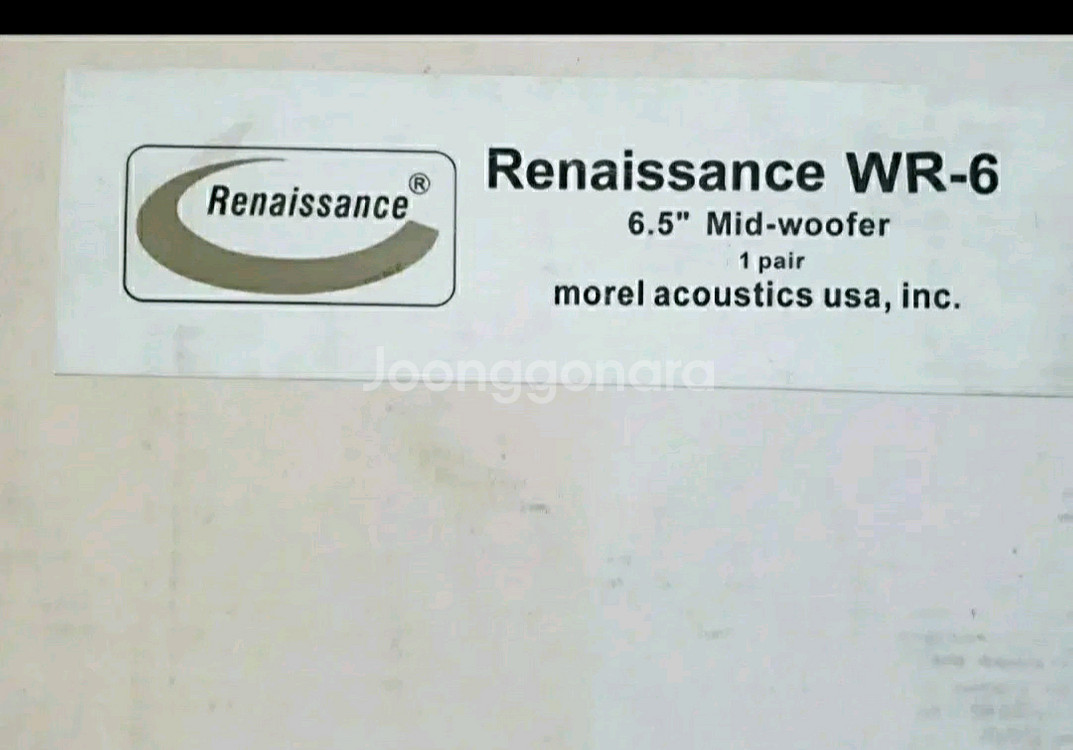 Renaissance®
Renaissance WR-6
6.5" Mid-woofer
1 pair
morel acoustics usa, inc.
Joonggonara